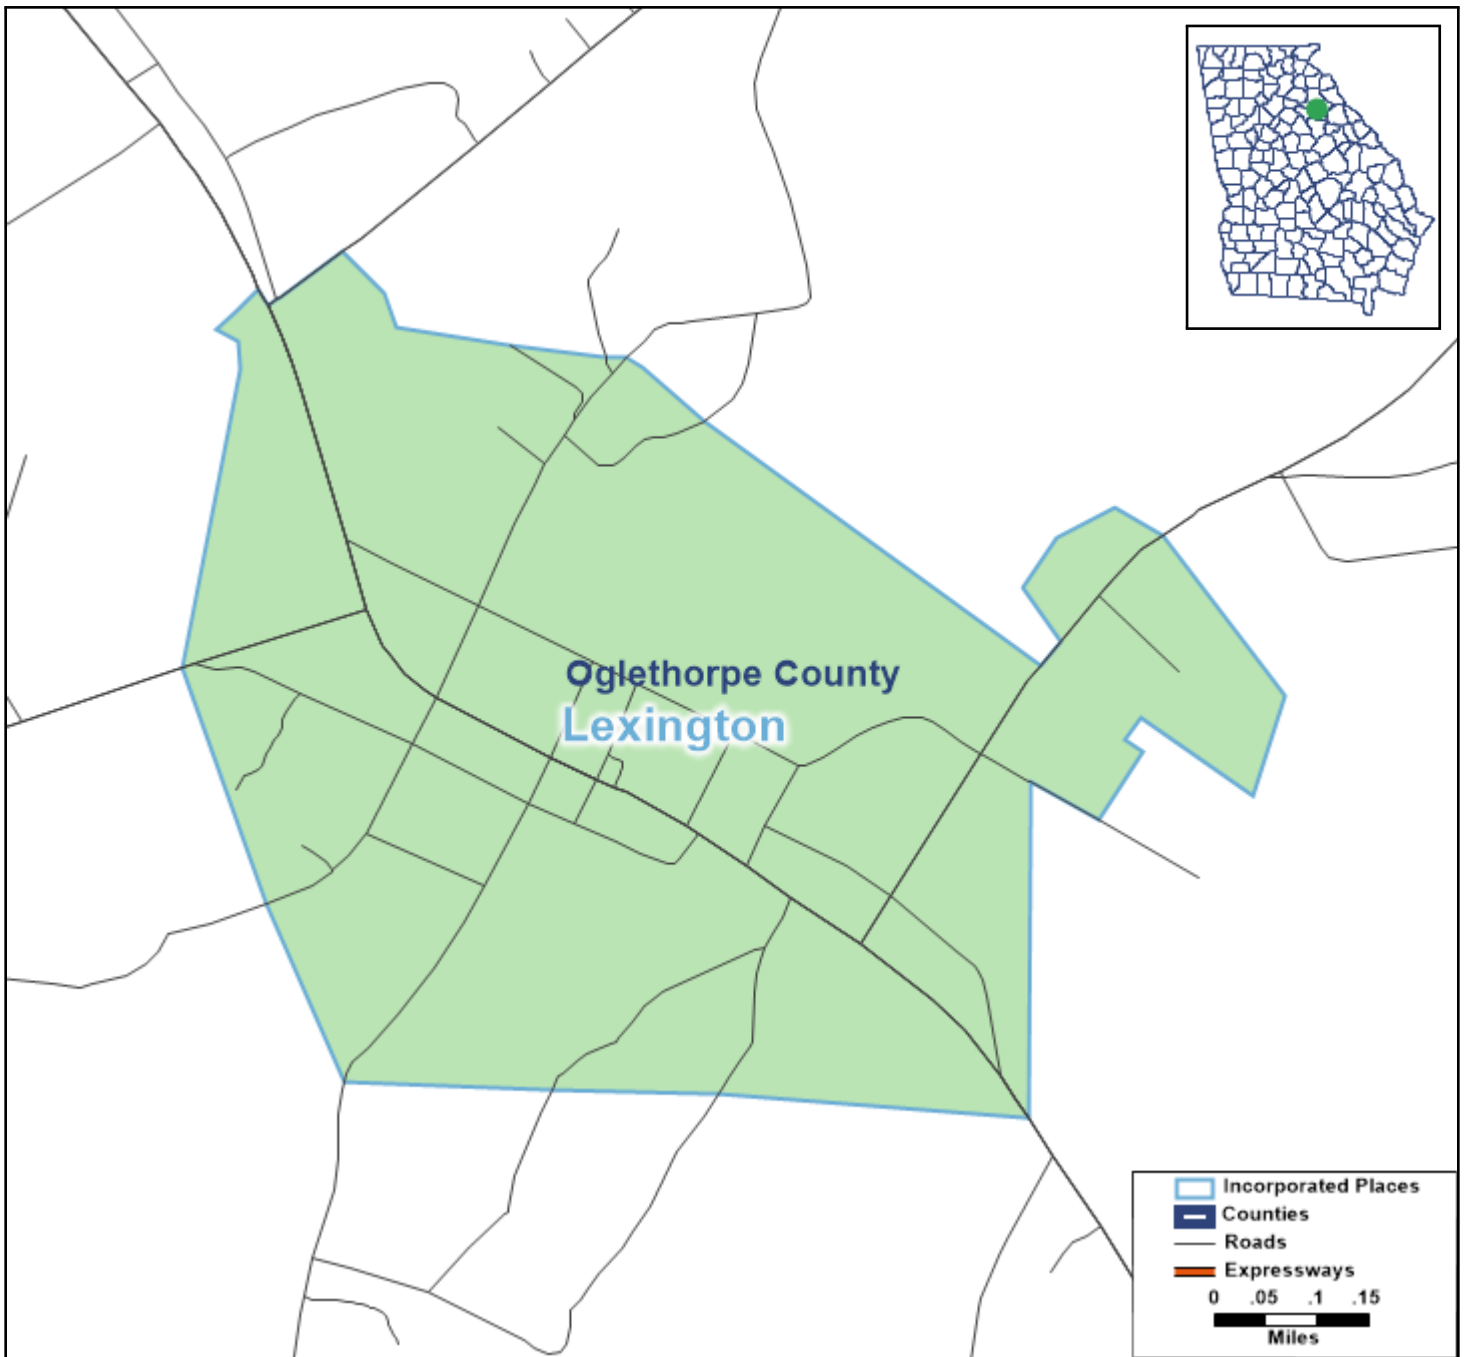 Oglethorpe County
Lexington
Incorporated Places
Counties
Roads
Expressways
0 .05 .1 .15
Miles